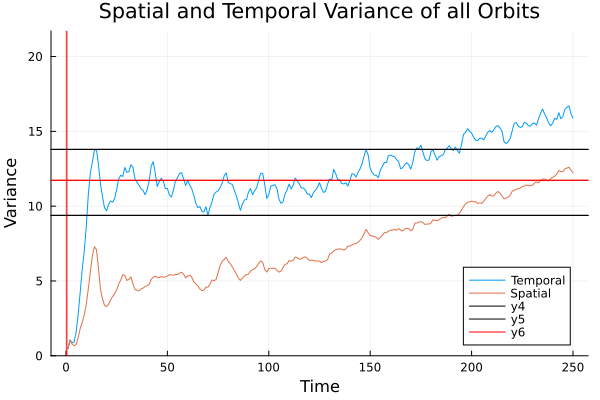 Spatial and Temporal Variance of all Orbits
Variance
20
15
10
5
0
0 50 100 150 200 250
Time
Temporal
Spatial
y4
y5
y6